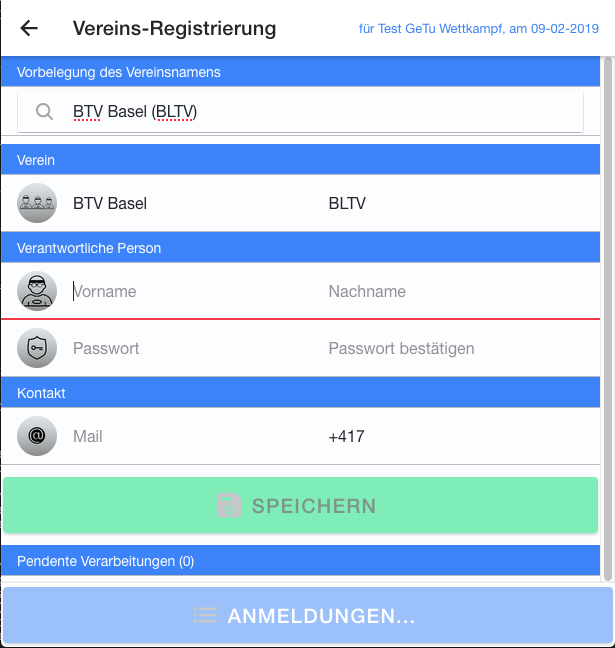 Vereins-Registrierung
für Test GeTu Wettkampf, am 09-02-2019
Vorbelegung des Vereinsnamens
BTV Basel (BLTV)
Verein
BTV Basel BLTV
Verantwortliche Person
Vorname Nachname
Passwort Passwort bestätigen
Kontakt
@ Mail +417
SPEICHERN
Pendente Verarbeitungen (0)
ANMELDUNGEN...